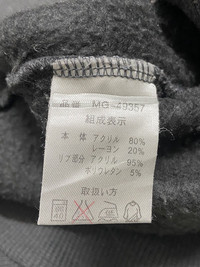 品番 MG-49357
組成表示
本体 アクリル 80%
レーヨン 20%
リブ部分 アクリル 95%
ポリウレタン 5%
取扱い方
40